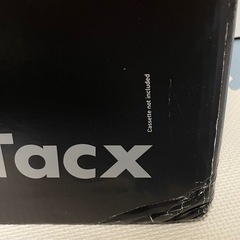 Cassette not included
Tacx